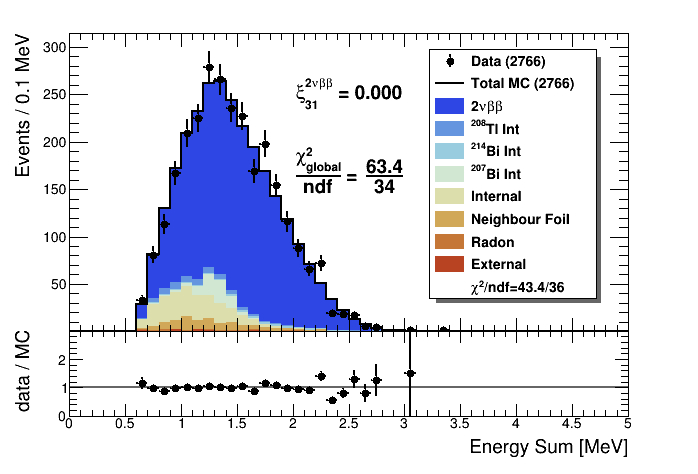 Events / 0.1 MeV
300
250
200
150
100
50
ξ 2νββ 31 = 0.000
χ² global / ndf = 63.4 / 34
Data (2766)
Total MC (2766)
2νββ
²⁰⁸Tl Int
²¹⁴Bi Int
²⁰⁷Bi Int
Internal
Neighbour Foil
Radon
External
χ²/ndf=43.4/36
data / MC
2
1
0
0 0.5 1 1.5 2 2.5 3 3.5 4 4.5 5
Energy Sum [MeV]